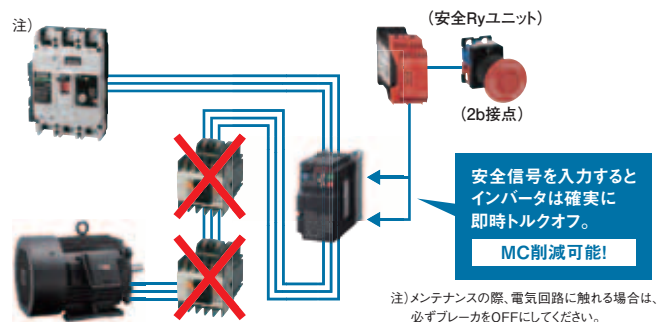 注）
（安全Ryユニット）
（2b接点）
安全信号を入力すると
インバータは確実に
即時トルクオフ。
MC削減可能!
注）メンテナンスの際、電気回路に触れる場合は、
必ずブレーカをOFFにしてください。